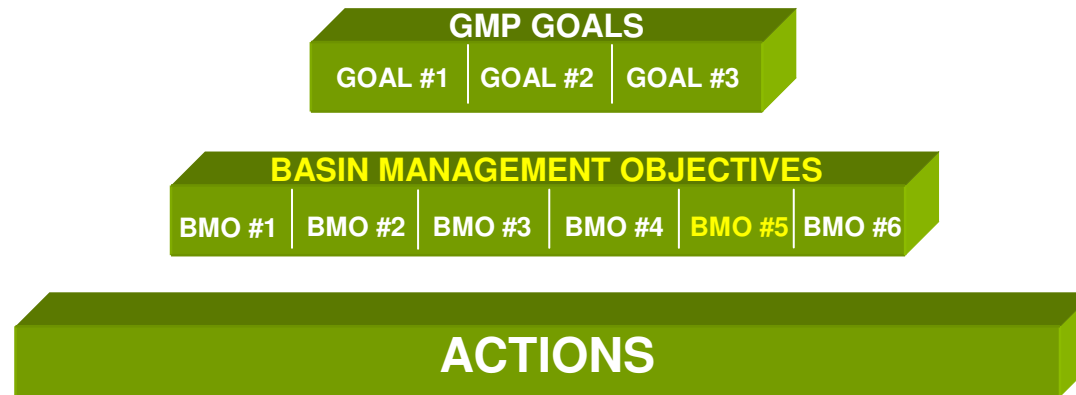 GMP GOALS
GOAL #1 GOAL #2 GOAL #3
BASIN MANAGEMENT OBJECTIVES
BMO #1 BMO #2 BMO #3 BMO #4 BMO #5 BMO #6
ACTIONS